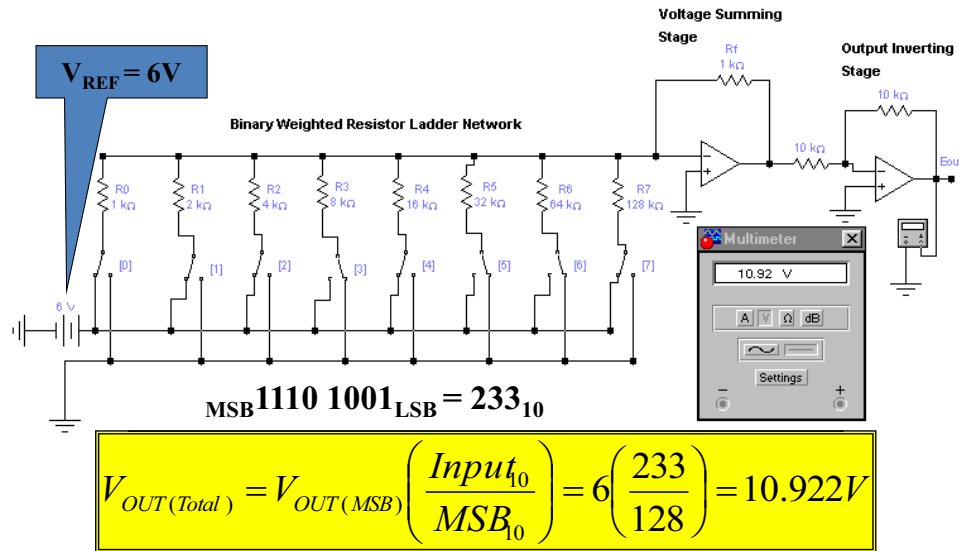 Voltage Summing
Stage
Rf
1 kΩ
Output Inverting
Stage
10 kΩ
V_REF = 6V
Binary Weighted Resistor Ladder Network
10 kΩ
Eou
R0
1 kΩ
R1
2 kΩ
R2
4 kΩ
R3
8 kΩ
R4
16 kΩ
R5
32 kΩ
R6
64 kΩ
R7
128 kΩ
[0]
[1]
[2]
[3]
[4]
[5]
[6]
[7]
6 V
Multimeter
10.92 V
A V Ω dB
Settings
− +
MSB1110 1001LSB = 233₁₀
V_OUT(Total) = V_OUT(MSB) (Input₁₀ / MSB₁₀) = 6 (233 / 128) = 10.922V